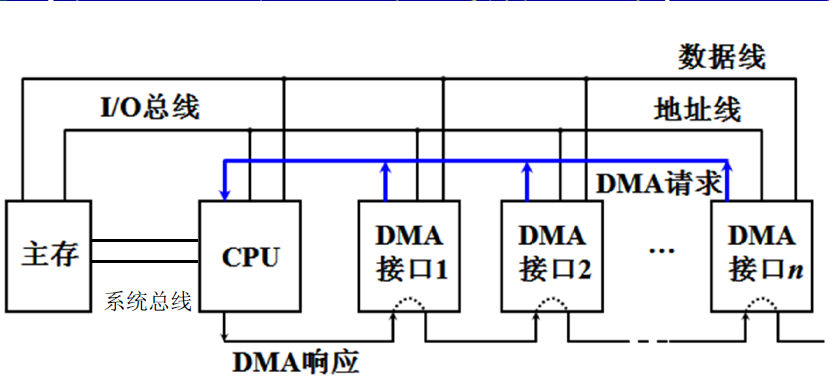 数据线
I/O总线
地址线
DMA请求
主存
CPU
DMA
接口1
DMA
接口2
...
DMA
接口n
系统总线
DMA响应